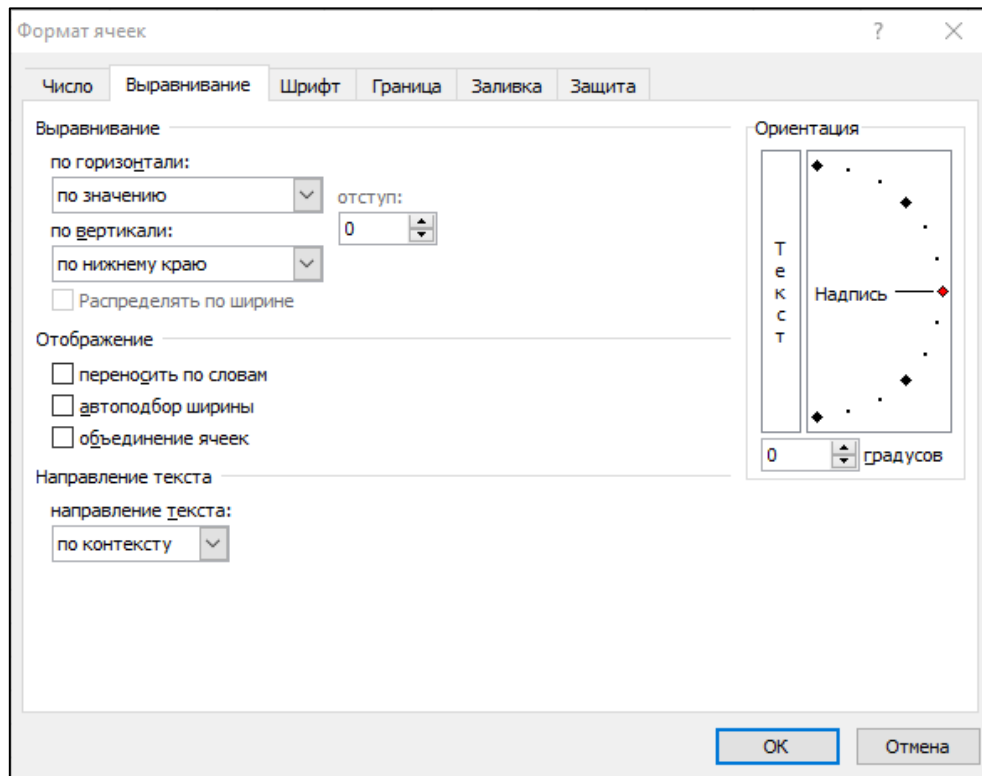 Формат ячеек
Число Выравнивание Шрифт Граница Заливка Защита
Выравнивание
по горизонтали:
по значению
отступ:
0
по вертикали:
по нижнему краю
Распределять по ширине
Отображение
переносить по словам
автоподбор ширины
объединение ячеек
Направление текста
направление текста:
по контексту
Ориентация
Текст
Надпись
0 градусов
ОК Отмена